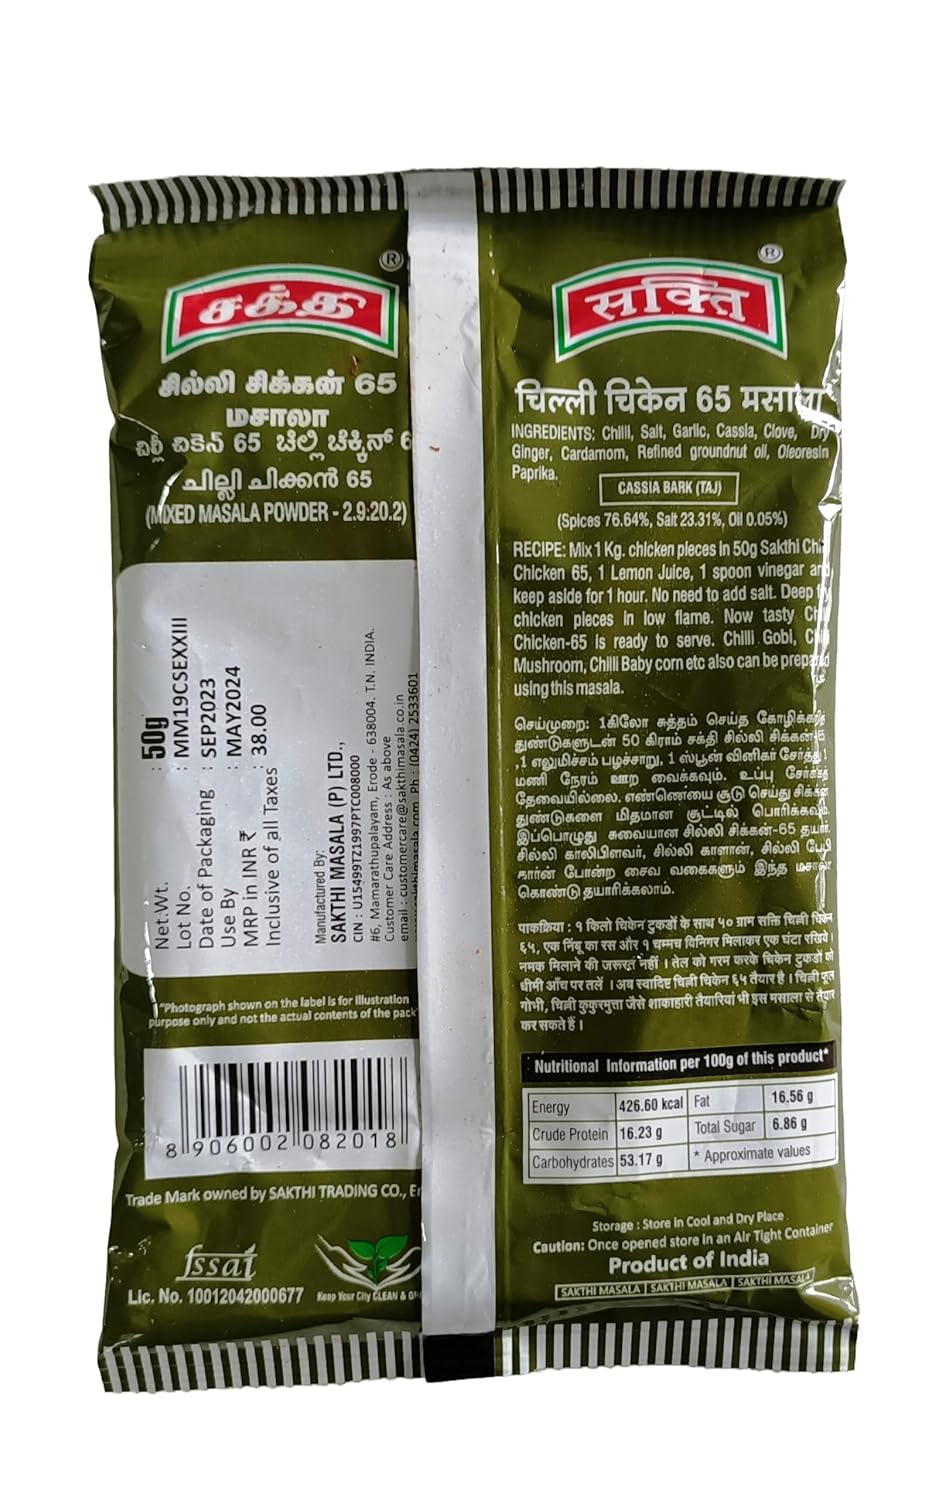 சக்தி ®
சில்லி சிக்கன் 65
மசாலா
చిల్లీ చికెన్ 65 ಚಿಲ್ಲಿ ಚಿಕ್ಕನ್ 6
ചില്ലി ചിക്കൻ 65
(MIXED MASALA POWDER - 2.9:20.2)
Net.Wt. : 50g
Lot No. : MM19CSEXXIII
Date of Packaging : SEP2023
Use By : MAY2024
MRP in INR ₹ : 38.00
Inclusive of all Taxes
Manufactured By:
SAKTHI MASALA (P) LTD.,
CIN : U15499TZ1997PTC008000
#6, Mamarathupalayam, Erode - 638004. T.N. INDIA.
Customer Care Address : As above
email : customercare@sakthimasala.co.in
Ph : (0424) 2533601
"Photograph shown on the label is for illustration
purpose only and not the actual contents of the pack"
8 906002 082018
Trade Mark owned by SAKTHI TRADING CO., Er
fssai
Lic. No. 10012042000677
Keep Your City CLEAN & G
सक्ति ®
चिल्ली चिकेन 65 मसाला
INGREDIENTS: Chilli, Salt, Garlic, Cassia, Clove, Dry
Ginger, Cardamom, Refined groundnut oil, Oleoresin
Paprika.
CASSIA BARK (TAJ)
(Spices 76.64%, Salt 23.31%, Oil 0.05%)
RECIPE: Mix 1 Kg. chicken pieces in 50g Sakthi Chi
Chicken 65, 1 Lemon Juice, 1 spoon vinegar and
keep aside for 1 hour. No need to add salt. Deep f
chicken pieces in low flame. Now tasty Ch
Chicken-65 is ready to serve. Chilli Gobi, Ch
Mushroom, Chilli Baby corn etc also can be prepared
using this masala.
செய்முறை: 1கிலோ சுத்தம் செய்த கோழிக்கறித்
துண்டுகளுடன் 50 கிராம் சக்தி சில்லி சிக்கன்-65
,1 எலுமிச்சம் பழச்சாறு, 1 ஸ்பூன் வினிகர் சேர்த்து 1
மணி நேரம் ஊற வைக்கவும். உப்பு சேர்க்கத்
தேவையில்லை. எண்ணெயை சூடு செய்து சிக்கன்
துண்டுகளை மிதமான சூட்டில் பொரிக்கவும்.
இப்பொழுது சுவையான சில்லி சிக்கன்-65 தயார்.
சில்லி காலிபிளவர், சில்லி காளான், சில்லி பேபி
கார்ன் போன்ற சைவ வகைகளும் இந்த மசாலா
கொண்டு தயாரிக்கலாம்.
पाकक्रिया : १ किलो चिकेन टुकडों के साथ ५० ग्राम सक्ति चिल्ली चिकेन
६५, एक निंबू का रस और १ चम्मच विनिगर मिलाकर एक घंटा रखिये ।
नमक मिलाने की जरूरत नहीं । तेल को गरम करके चिकेन टुकडों को
धीमी आँच पर तलें । अब स्वादिष्ट चिल्ली चिकेन ६५ तैयार है । चिल्ली फूल
गोभी, चिल्ली कुकुरमुत्ता जैसे शाकाहारी तैयारियां भी इस मसाला से तैयार
कर सकते हैं ।
Nutritional Information per 100g of this product*
Energy 426.60 kcal Fat 16.56 g
Crude Protein 16.23 g Total Sugar 6.86 g
Carbohydrates 53.17 g * Approximate values
Storage : Store in Cool and Dry Place
Caution: Once opened store in an Air Tight Container
Product of India
SAKTHI MASALA SAKTHI MASALA SAKTHI MASALA